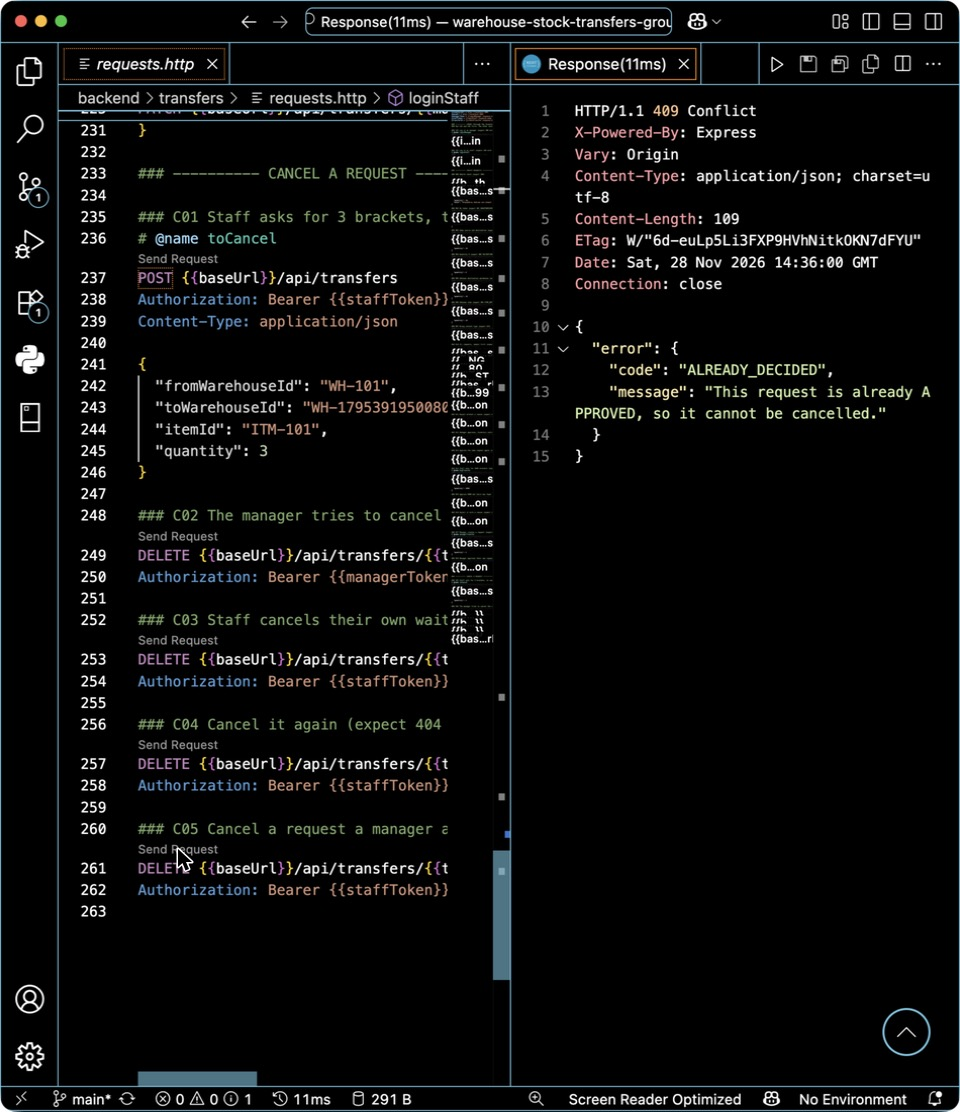 Response(11ms) — warehouse-stock-transfers-grou
requests.http
Response(11ms)
backend > transfers > requests.http > loginStaff
231 }
232
233 ### ---------- CANCEL A REQUEST ----
234
235 ### C01 Staff asks for 3 brackets, t
236 # @name toCancel
Send Request
237 POST {{baseUrl}}/api/transfers
238 Authorization: Bearer {{staffToken}}
239 Content-Type: application/json
240
241 {
242 "fromWarehouseId": "WH-101",
243 "toWarehouseId": "WH-1795391950080
244 "itemId": "ITM-101",
245 "quantity": 3
246 }
247
248 ### C02 The manager tries to cancel
Send Request
249 DELETE {{baseUrl}}/api/transfers/{{t
250 Authorization: Bearer {{managerToken
251
252 ### C03 Staff cancels their own wait
Send Request
253 DELETE {{baseUrl}}/api/transfers/{{t
254 Authorization: Bearer {{staffToken}}
255
256 ### C04 Cancel it again (expect 404
Send Request
257 DELETE {{baseUrl}}/api/transfers/{{t
258 Authorization: Bearer {{staffToken}}
259
260 ### C05 Cancel a request a manager a
Send Request
261 DELETE {{baseUrl}}/api/transfers/{{t
262 Authorization: Bearer {{staffToken}}
263
1 HTTP/1.1 409 Conflict
2 X-Powered-By: Express
3 Vary: Origin
4 Content-Type: application/json; charset=u
tf-8
5 Content-Length: 109
6 ETag: W/"6d-euLp5Li3FXP9HVhNitkOKN7dFYU"
7 Date: Sat, 28 Nov 2026 14:36:00 GMT
8 Connection: close
9
10 {
11 "error": {
12 "code": "ALREADY_DECIDED",
13 "message": "This request is already A
PPROVED, so it cannot be cancelled."
14 }
15 }
main* 0 0 1 11ms 291 B Screen Reader Optimized No Environment